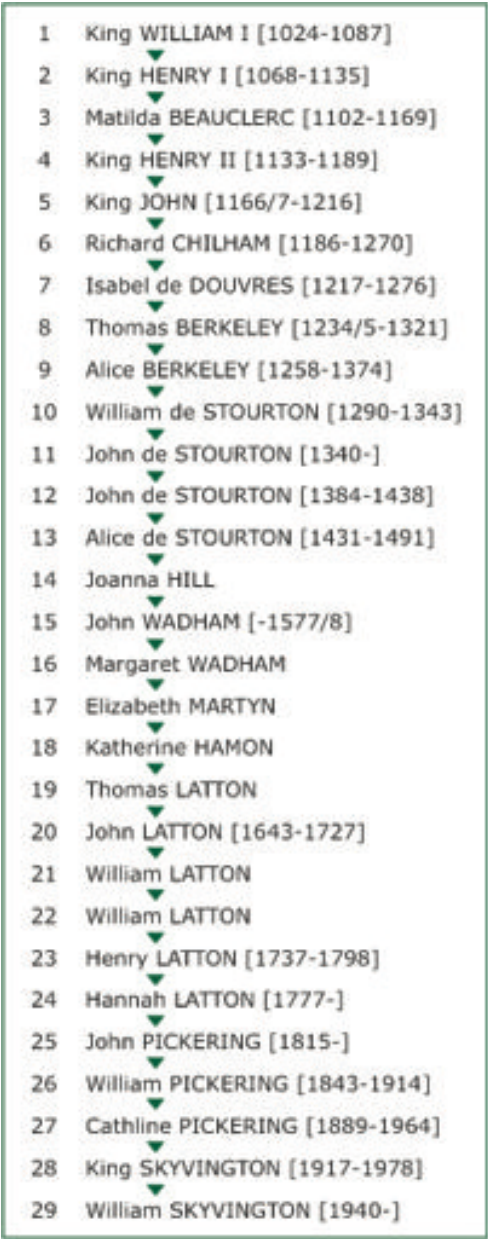 1 King WILLIAM I [1024-1087]
2 King HENRY I [1068-1135]
3 Matilda BEAUCLERC [1102-1169]
4 King HENRY II [1133-1189]
5 King JOHN [1166/7-1216]
6 Richard CHILHAM [1186-1270]
7 Isabel de DOUVRES [1217-1276]
8 Thomas BERKELEY [1234/5-1321]
9 Alice BERKELEY [1258-1374]
10 William de STOURTON [1290-1343]
11 John de STOURTON [1340-]
12 John de STOURTON [1384-1438]
13 Alice de STOURTON [1431-1491]
14 Joanna HILL
15 John WADHAM [-1577/8]
16 Margaret WADHAM
17 Elizabeth MARTYN
18 Katherine HAMON
19 Thomas LATTON
20 John LATTON [1643-1727]
21 William LATTON
22 William LATTON
23 Henry LATTON [1737-1798]
24 Hannah LATTON [1777-]
25 John PICKERING [1815-]
26 William PICKERING [1843-1914]
27 Cathline PICKERING [1889-1964]
28 King SKYVINGTON [1917-1978]
29 William SKYVINGTON [1940-]